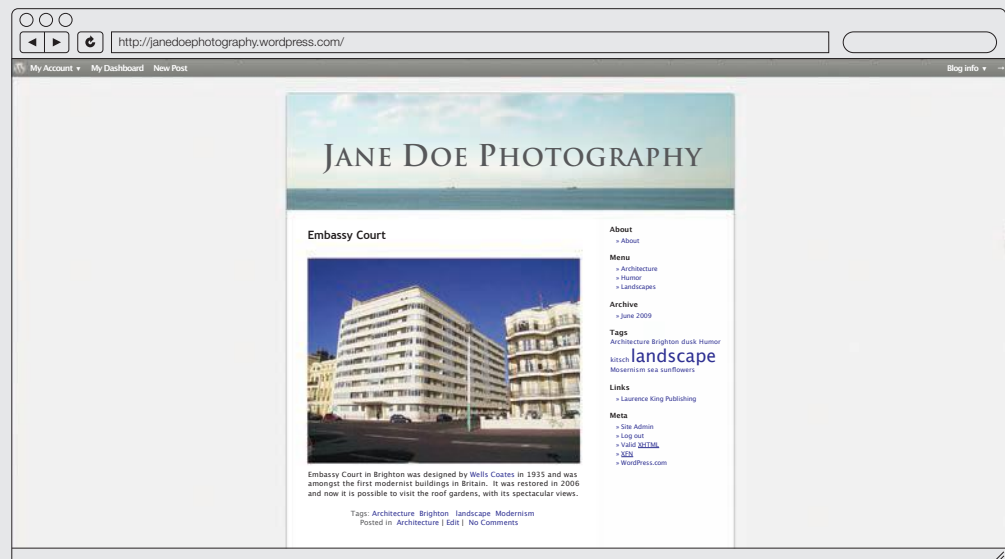 http://janedoephotography.wordpress.com/
My Account ▾ My Dashboard New Post Blog info ▾
JANE DOE PHOTOGRAPHY
Embassy Court
Embassy Court in Brighton was designed by Wells Coates in 1935 and was
amongst the first modernist buildings in Britain. It was restored in 2006
and now it is possible to visit the roof gardens, with its spectacular views.
Tags: Architecture Brighton landscape Modernism
Posted in Architecture | Edit | No Comments
About
» About
Menu
» Architecture
» Humor
» Landscapes
Archive
» June 2009
Tags
Architecture Brighton dusk Humor
kitsch landscape
Mosernism sea sunflowers
Links
» Laurence King Publishing
Meta
» Site Admin
» Log out
» Valid XHTML
» XFN
» WordPress.com